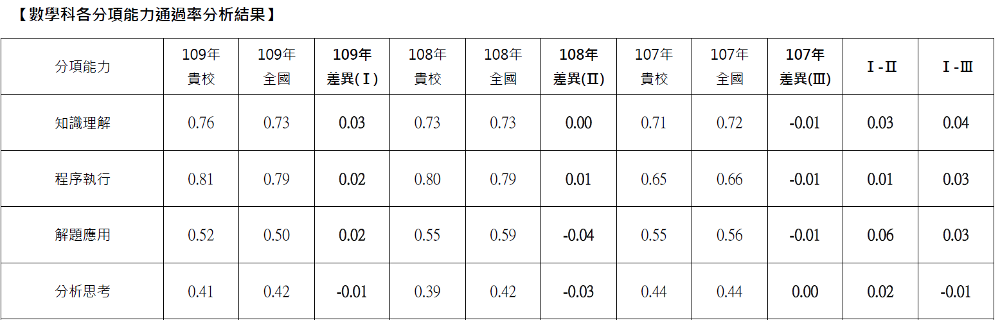 【數學科各分項能力通過率分析結果】
分項能力 109年貴校 109年全國 109年差異(Ⅰ) 108年貴校 108年全國 108年差異(Ⅱ) 107年貴校 107年全國 107年差異(Ⅲ) Ⅰ-Ⅱ Ⅰ-Ⅲ
知識理解 0.76 0.73 0.03 0.73 0.73 0.00 0.71 0.72 -0.01 0.03 0.04
程序執行 0.81 0.79 0.02 0.80 0.79 0.01 0.65 0.66 -0.01 0.01 0.03
解題應用 0.52 0.50 0.02 0.55 0.59 -0.04 0.55 0.56 -0.01 0.06 0.03
分析思考 0.41 0.42 -0.01 0.39 0.42 -0.03 0.44 0.44 0.00 0.02 -0.01